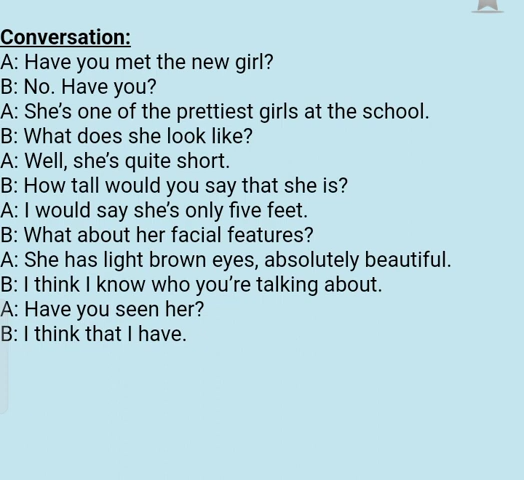 Conversation:
A: Have you met the new girl?
B: No. Have you?
A: She’s one of the prettiest girls at the school.
B: What does she look like?
A: Well, she’s quite short.
B: How tall would you say that she is?
A: I would say she’s only five feet.
B: What about her facial features?
A: She has light brown eyes, absolutely beautiful.
B: I think I know who you’re talking about.
A: Have you seen her?
B: I think that I have.